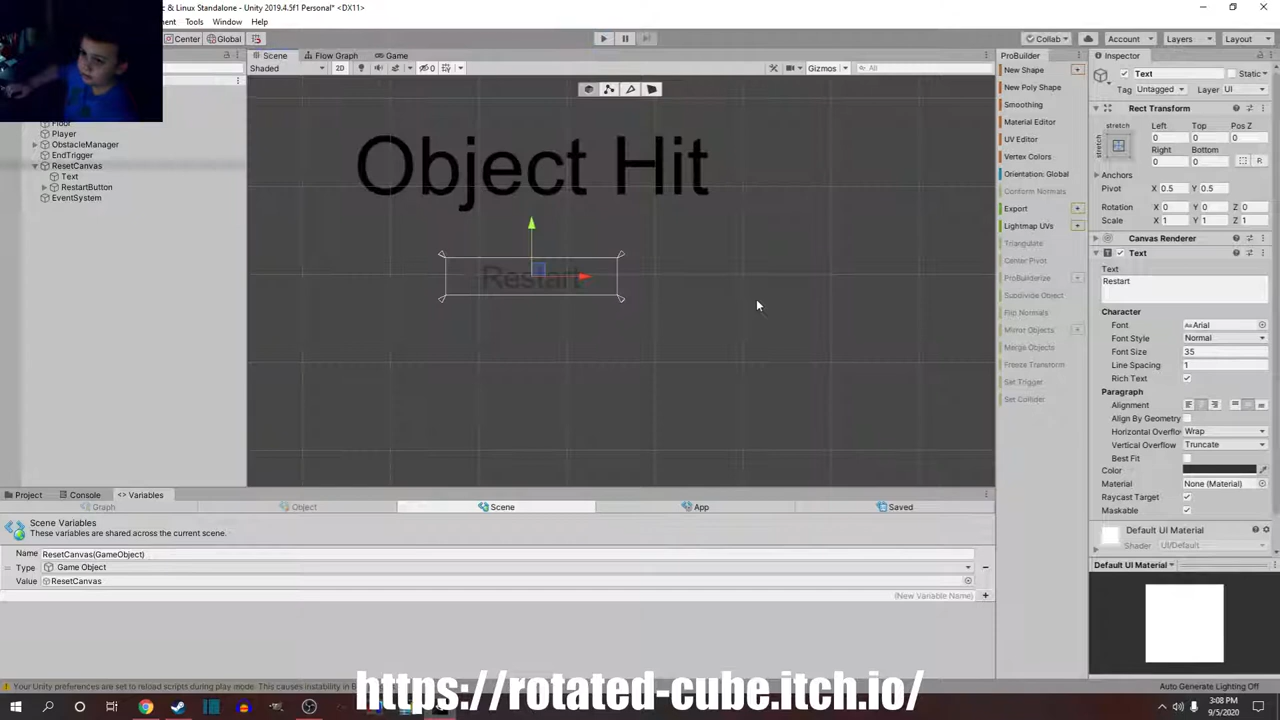 c & Linux Standalone - Unity 2019.4.5f1 Personal* <DX11>
ment Tools Window Help
Center Global
Collab Account Layers Layout
Scene Flow Graph Game
Shaded 2D 0 Gizmos All
Floor
Player
ObstacleManager
EndTrigger
ResetCanvas
Text
RestartButton
EventSystem
Object Hit
Restart
ProBuilder
New Shape
New Poly Shape
Smoothing
Material Editor
UV Editor
Vertex Colors
Orientation: Global
Conform Normals
Export
Lightmap UVs
Triangulate
Center Pivot
ProBuilderize
Subdivide Object
Flip Normals
Mirror Objects
Merge Objects
Freeze Transform
Set Trigger
Set Collider
Inspector
Text Static
Tag Untagged Layer UI
Rect Transform
stretch Left Top Pos Z
stretch 0 0 0
Right Bottom
0 0 R
Anchors
Pivot X 0.5 Y 0.5
Rotation X 0 Y 0 Z 0
Scale X 1 Y 1 Z 1
Canvas Renderer
Text
Text
Restart
Character
Font Arial
Font Style Normal
Font Size 35
Line Spacing 1
Rich Text
Paragraph
Alignment
Align By Geometry
Horizontal Overflow Wrap
Vertical Overflow Truncate
Best Fit
Color
Material None (Material)
Raycast Target
Maskable
Default UI Material
Shader UI/Default
Default UI Material
Project Console Variables
Graph Object Scene App Saved
Scene Variables
These variables are shared across the current scene.
Name ResetCanvas(GameObject)
Type Game Object
Value ResetCanvas
(New Variable Name)
Your Unity preferences are set to reload scripts during play mode. This causes instability in
Auto Generate Lighting Off
https://rotated-cube.itch.io/
3:08 PM
9/5/2020